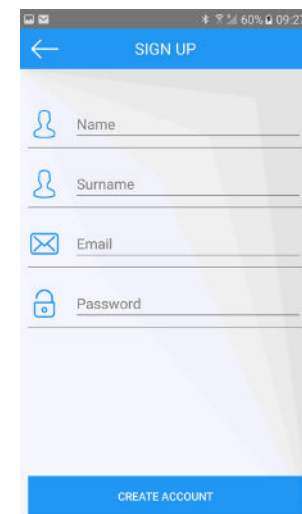 60% 09:27
SIGN UP
Name
Surname
Email
Password
CREATE ACCOUNT